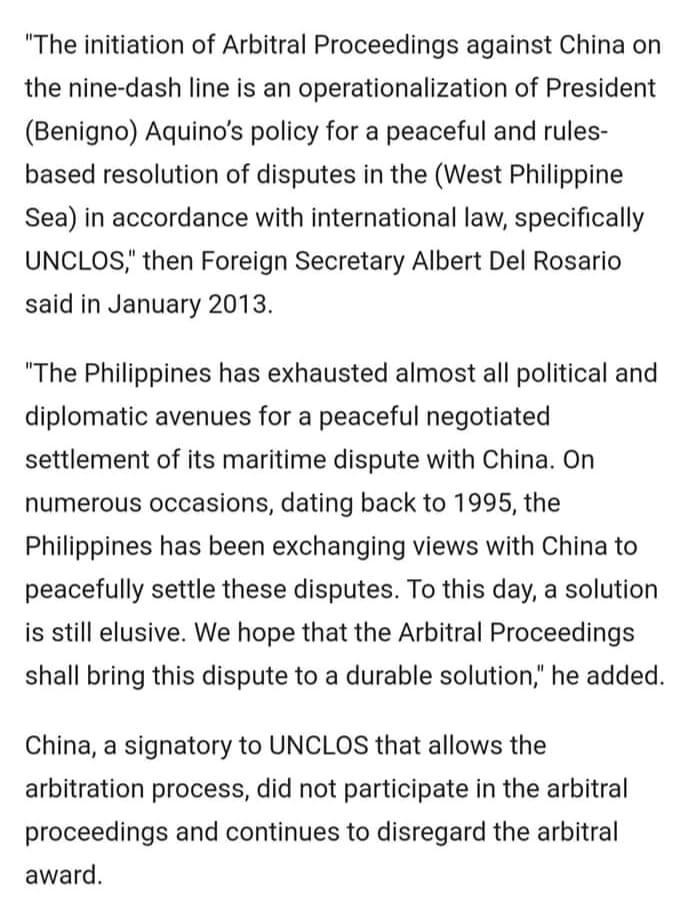 "The initiation of Arbitral Proceedings against China on
the nine-dash line is an operationalization of President
(Benigno) Aquino’s policy for a peaceful and rules-
based resolution of disputes in the (West Philippine
Sea) in accordance with international law, specifically
UNCLOS," then Foreign Secretary Albert Del Rosario
said in January 2013.
"The Philippines has exhausted almost all political and
diplomatic avenues for a peaceful negotiated
settlement of its maritime dispute with China. On
numerous occasions, dating back to 1995, the
Philippines has been exchanging views with China to
peacefully settle these disputes. To this day, a solution
is still elusive. We hope that the Arbitral Proceedings
shall bring this dispute to a durable solution," he added.
China, a signatory to UNCLOS that allows the
arbitration process, did not participate in the arbitral
proceedings and continues to disregard the arbitral
award.